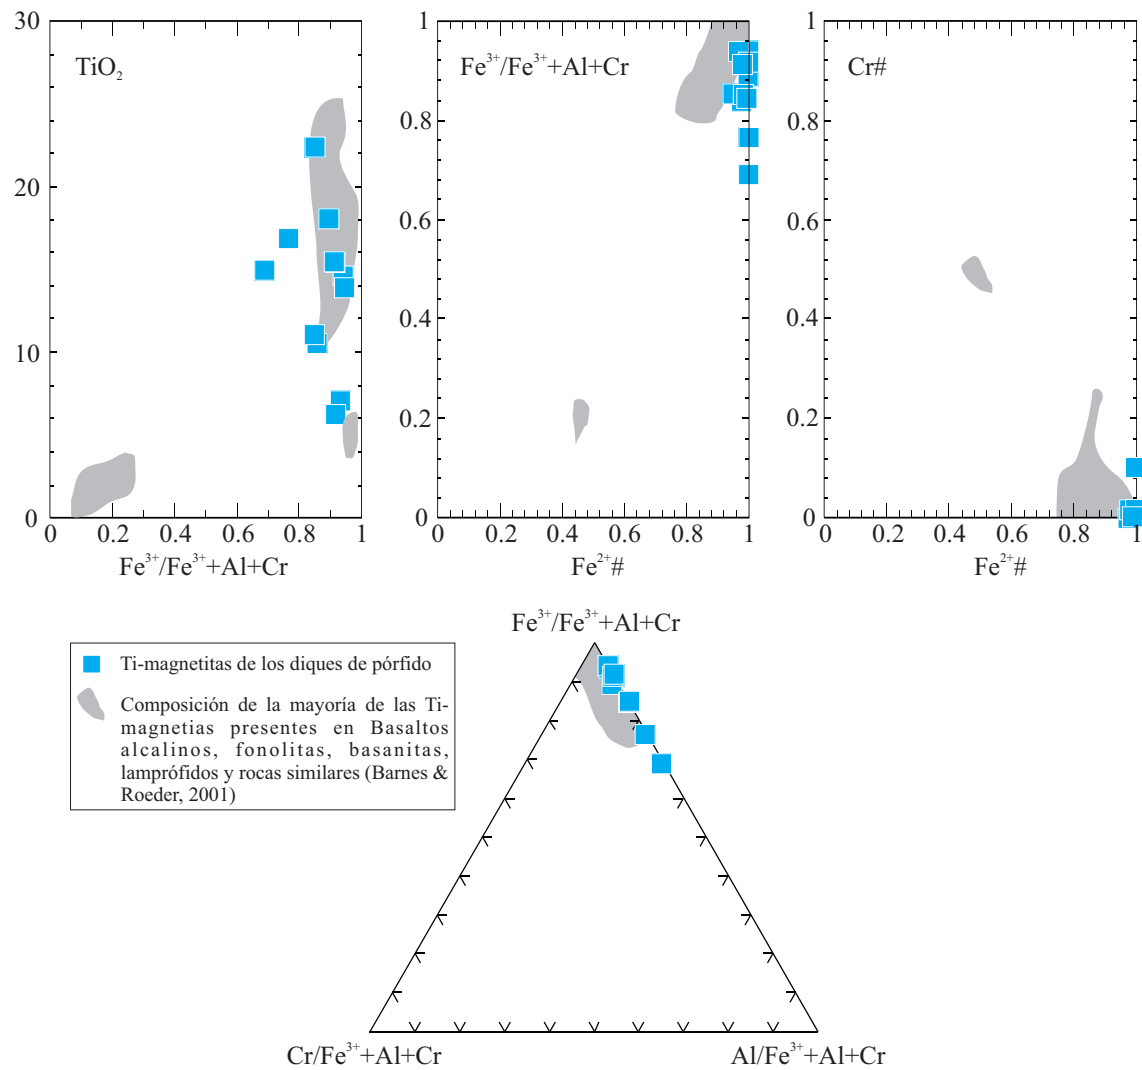 30
20
10
0
TiO₂
0
0.2
0.4
0.6
0.8
1
Fe³⁺/Fe³⁺+Al+Cr
1
0.8
0.6
0.4
0.2
0
Fe³⁺/Fe³⁺+Al+Cr
0
0.2
0.4
0.6
0.8
1
Fe²⁺#
1
0.8
1
0.4
0.2
0
Cr#
0
0.2
0.4
0.6
0.8
1
Fe²⁺#
Ti-magnetitas de los diques de pórfido
Composición de la mayoría de las Ti-
magnetias presentes en Basaltos
alcalinos, fonolitas, basanitas,
lamprófidos y rocas similares (Barnes &
Roeder, 2001)
Fe³⁺/Fe³⁺+Al+Cr
Cr/Fe³⁺+Al+Cr
Al/Fe³⁺+Al+Cr